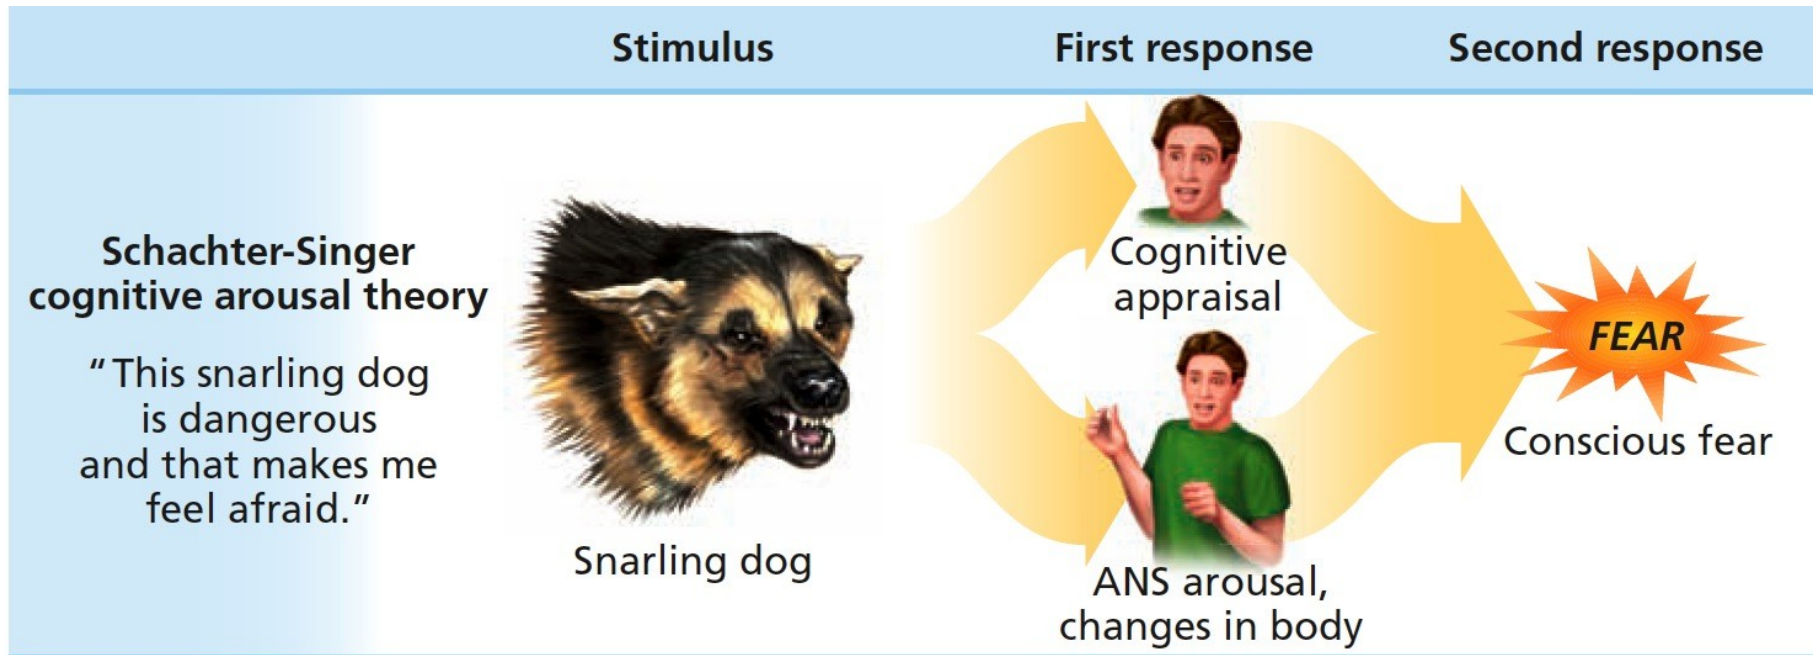 Stimulus
First response
Second response
Schachter-Singer
cognitive arousal theory
“This snarling dog
is dangerous
and that makes me
feel afraid.”
Snarling dog
Cognitive
appraisal
ANS arousal,
changes in body
FEAR
Conscious fear